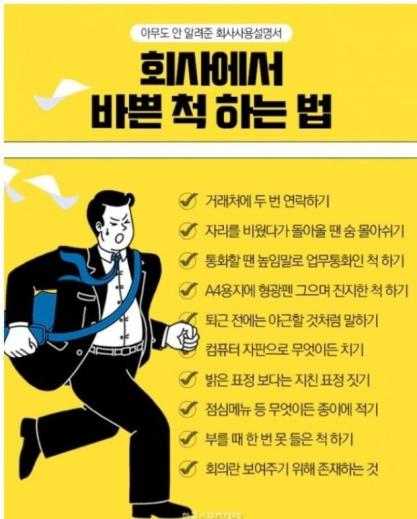 아무도 안 알려준 회사사용설명서
회사에서
바쁜 척 하는 법
거래처에 두 번 연락하기
자리를 비웠다가 돌아올 땐 숨 몰아쉬기
통화할 땐 높임말로 업무통화인 척 하기
A4용지에 형광펜 그으며 진지한 척 하기
퇴근 전에는 야근할 것처럼 말하기
컴퓨터 자판으로 무엇이든 치기
밝은 표정 보다는 지친 표정 짓기
점심메뉴 등 무엇이든 종이에 적기
부를 때 한 번 못 들은 척 하기
회의란 보여주기 위해 존재하는 것